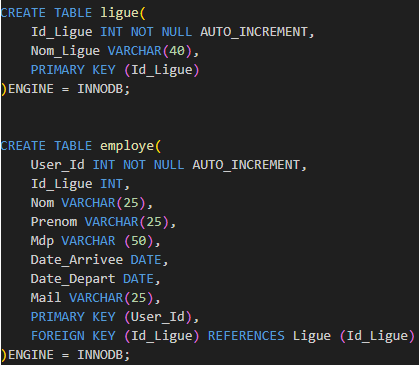 CREATE TABLE ligue(
    Id_Ligue INT NOT NULL AUTO_INCREMENT,
    Nom_Ligue VARCHAR(40),
    PRIMARY KEY (Id_Ligue)
)ENGINE = INNODB;
CREATE TABLE employe(
    User_Id INT NOT NULL AUTO_INCREMENT,
    Id_Ligue INT,
    Nom VARCHAR(25),
    Prenom VARCHAR(25),
    Mdp VARCHAR (50),
    Date_Arrivee DATE,
    Date_Depart DATE,
    Mail VARCHAR(25),
    PRIMARY KEY (User_Id),
    FOREIGN KEY (Id_Ligue) REFERENCES Ligue (Id_Ligue)
)ENGINE = INNODB;